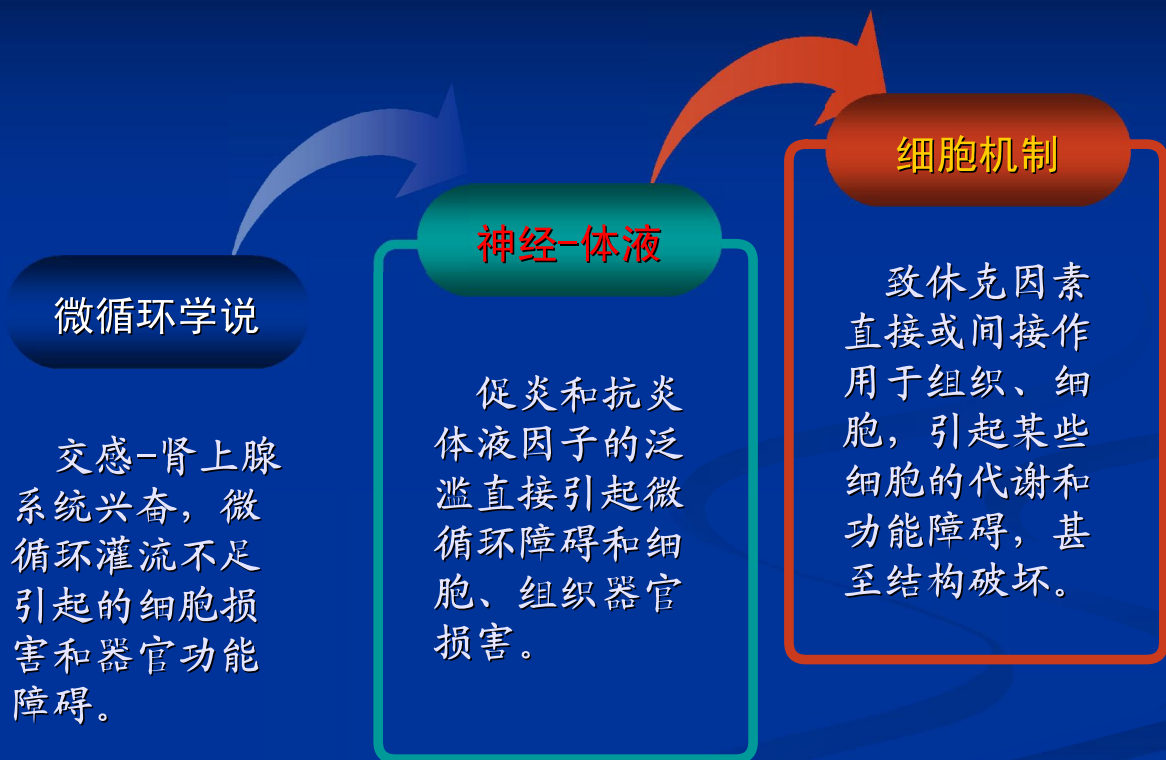 微循环学说
交感-肾上腺
系统兴奋，微
循环灌流不足
引起的细胞损
害和器官功能
障碍。
神经-体液
促炎和抗炎
体液因子的泛
滥直接引起微
循环障碍和细
胞、组织器官
损害。
细胞机制
致休克因素
直接或间接作
用于组织、细
胞，引起某些
细胞的代谢和
功能障碍，甚
至结构破坏。